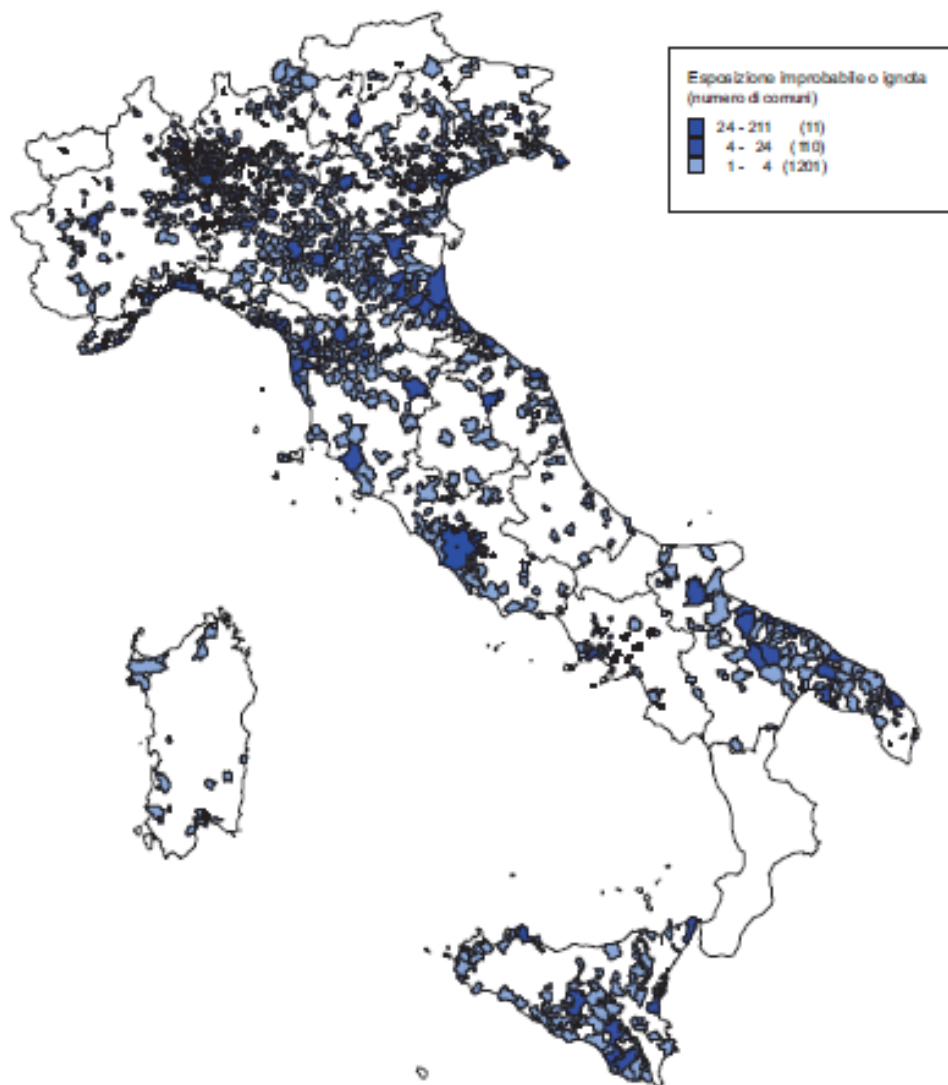 Esposizione improbabile o ignota
(numero di comuni)
24 - 211 (11)
4 - 24 (110)
1 - 4 (1201)